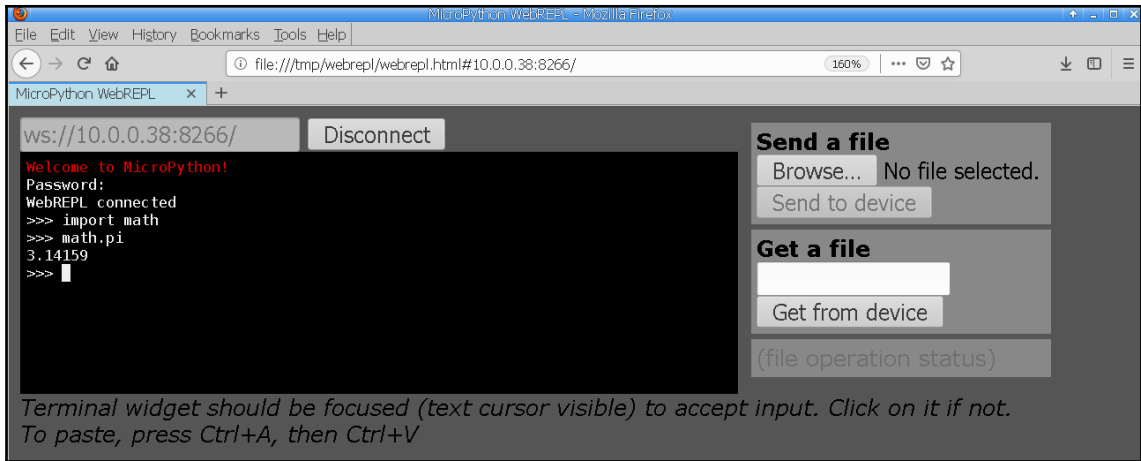 MicroPython WebREPL - Mozilla Firefox
File Edit View History Bookmarks Tools Help
file:///tmp/webrepl/webrepl.html#10.0.0.38:8266/ 160%
MicroPython WebREPL
ws://10.0.0.38:8266/ Disconnect
Welcome to MicroPython!
Password:
WebREPL connected
>>> import math
>>> math.pi
3.14159
>>>
Send a file
Browse... No file selected.
Send to device
Get a file
Get from device
(file operation status)
Terminal widget should be focused (text cursor visible) to accept input. Click on it if not.
To paste, press Ctrl+A, then Ctrl+V